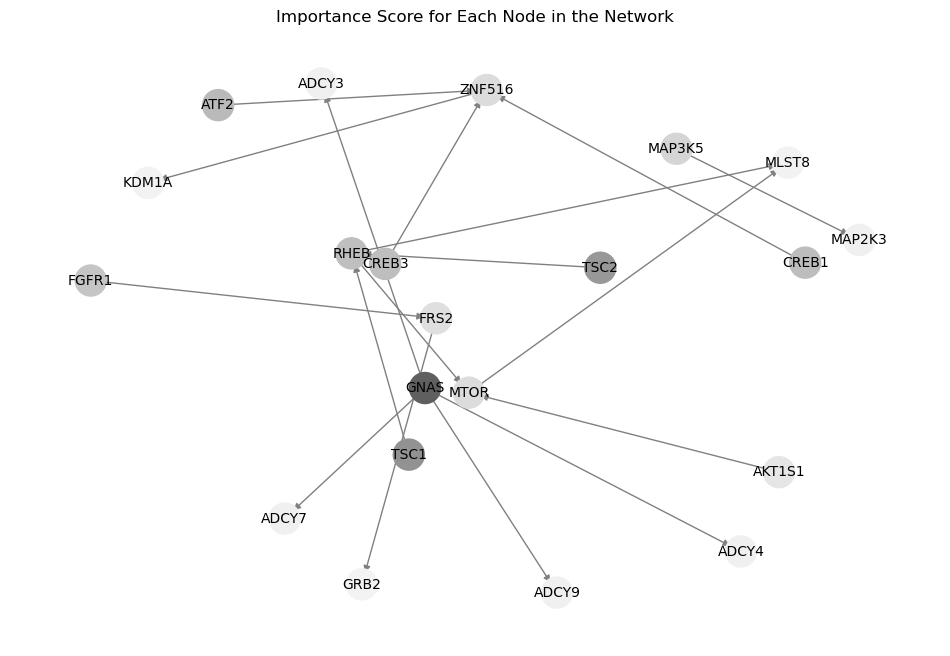 Importance Score for Each Node in the Network
ADCY3
ZNF516
ATF2
MAP3K5
MLST8
KDM1A
MAP2K3
RHEB
CREB3
TSC2
CREB1
FGFR1
FRS2
GNAS
MTOR
TSC1
AKT1S1
ADCY7
ADCY4
GRB2
ADCY9